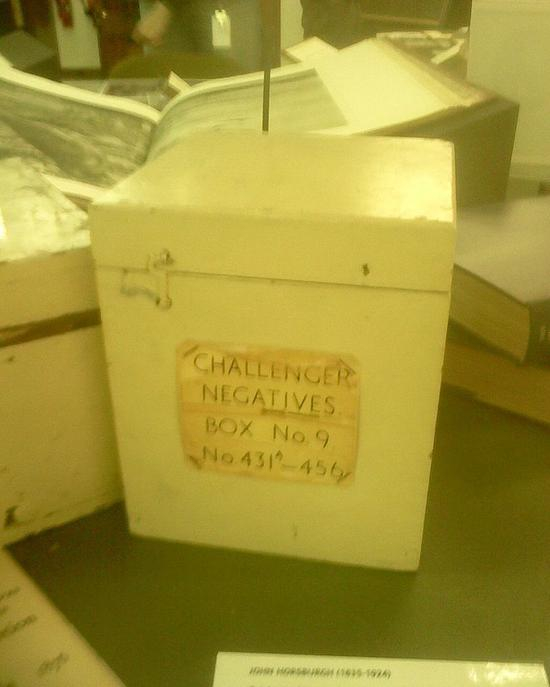 CHALLENGER
NEGATIVES.
BOX No. 9
No. 431ᴬ—456
JOHN HORSBURGH (1835-1924)